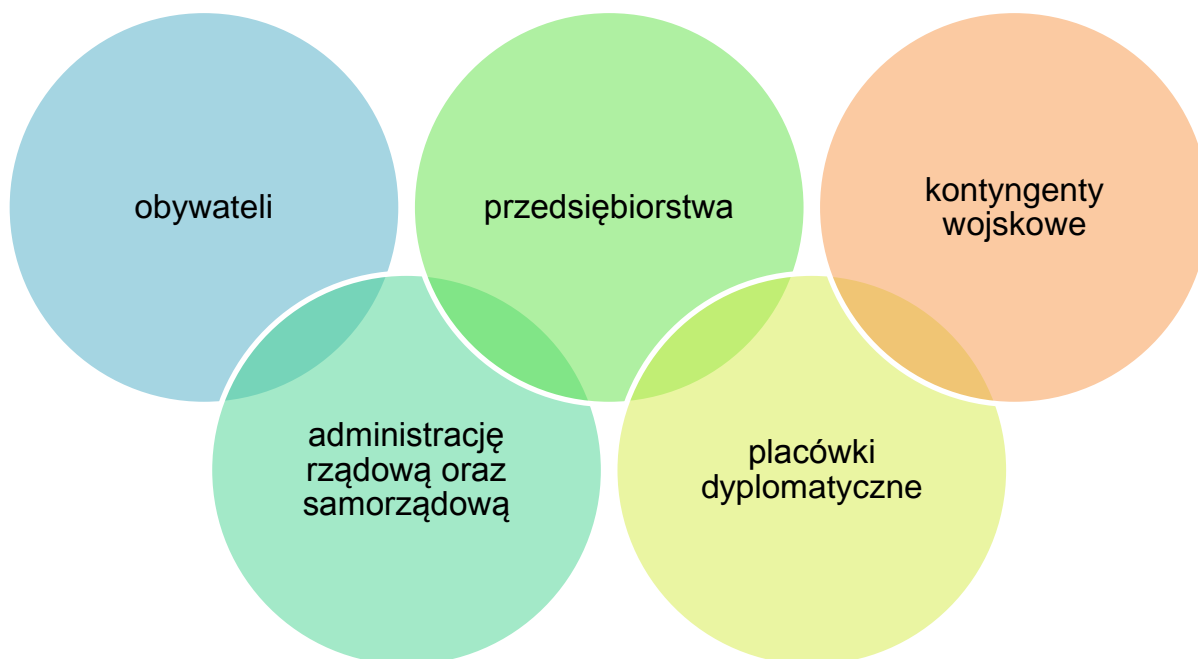 obywateli
przedsiębiorstwa
kontyngenty
wojskowe
administrację
rządową oraz
samorządową
placówki
dyplomatyczne